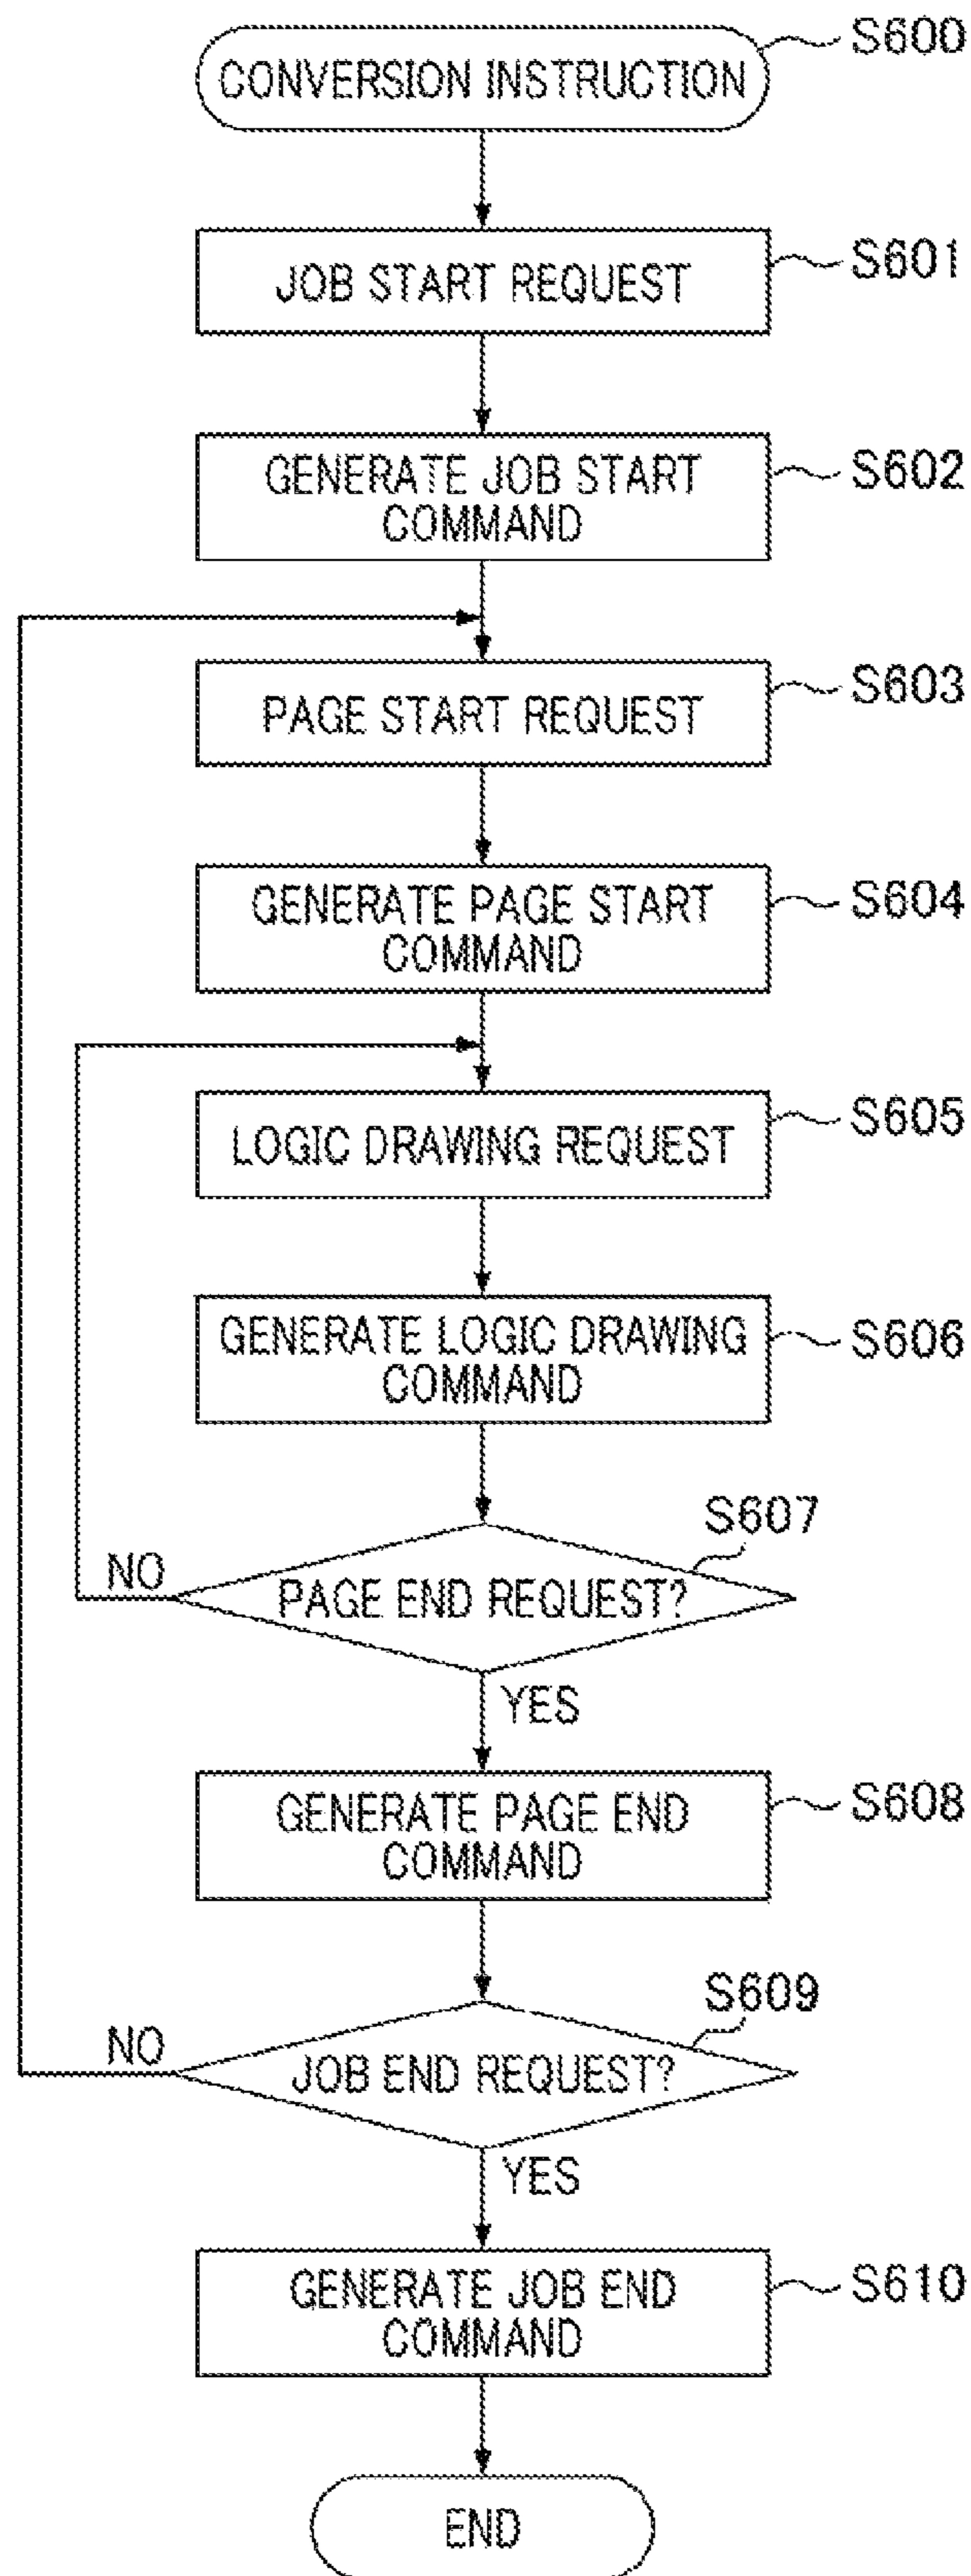 S600
CONVERSION INSTRUCTION
S601
JOB START REQUEST
S602
GENERATE JOB START
COMMAND
S603
PAGE START REQUEST
S604
GENERATE PAGE START
COMMAND
S605
LOGIC DRAWING REQUEST
S606
GENERATE LOGIC DRAWING
COMMAND
S607
NO
PAGE END REQUEST?
YES
S608
GENERATE PAGE END
COMMAND
S609
NO
JOB END REQUEST?
YES
S610
GENERATE JOB END
COMMAND
END